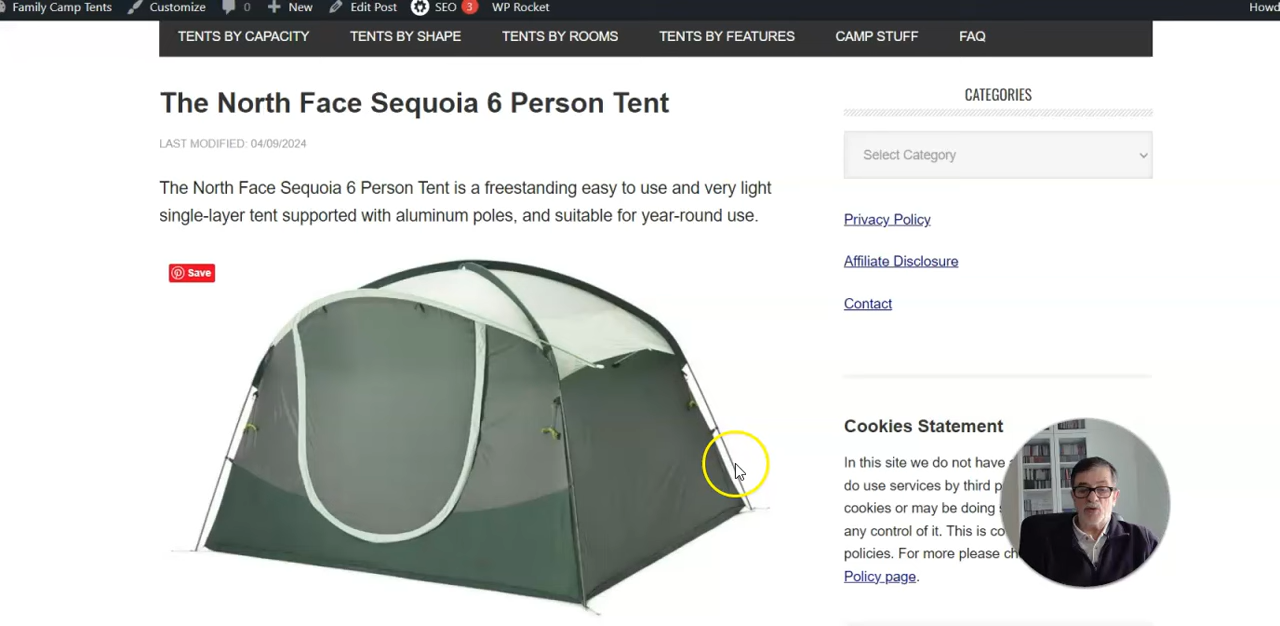 Family Camp Tents Customize 0 New Edit Post SEO 3 WP Rocket
TENTS BY CAPACITY TENTS BY SHAPE TENTS BY ROOMS TENTS BY FEATURES CAMP STUFF FAQ
The North Face Sequoia 6 Person Tent
LAST MODIFIED: 04/09/2024
The North Face Sequoia 6 Person Tent is a freestanding easy to use and very light
single-layer tent supported with aluminum poles, and suitable for year-round use.
Save
CATEGORIES
Select Category
Privacy Policy
Affiliate Disclosure
Contact
Cookies Statement
In this site we do not have
do use services by third
cookies or may be doing
any control of it. This is
policies. For more please
Policy page.